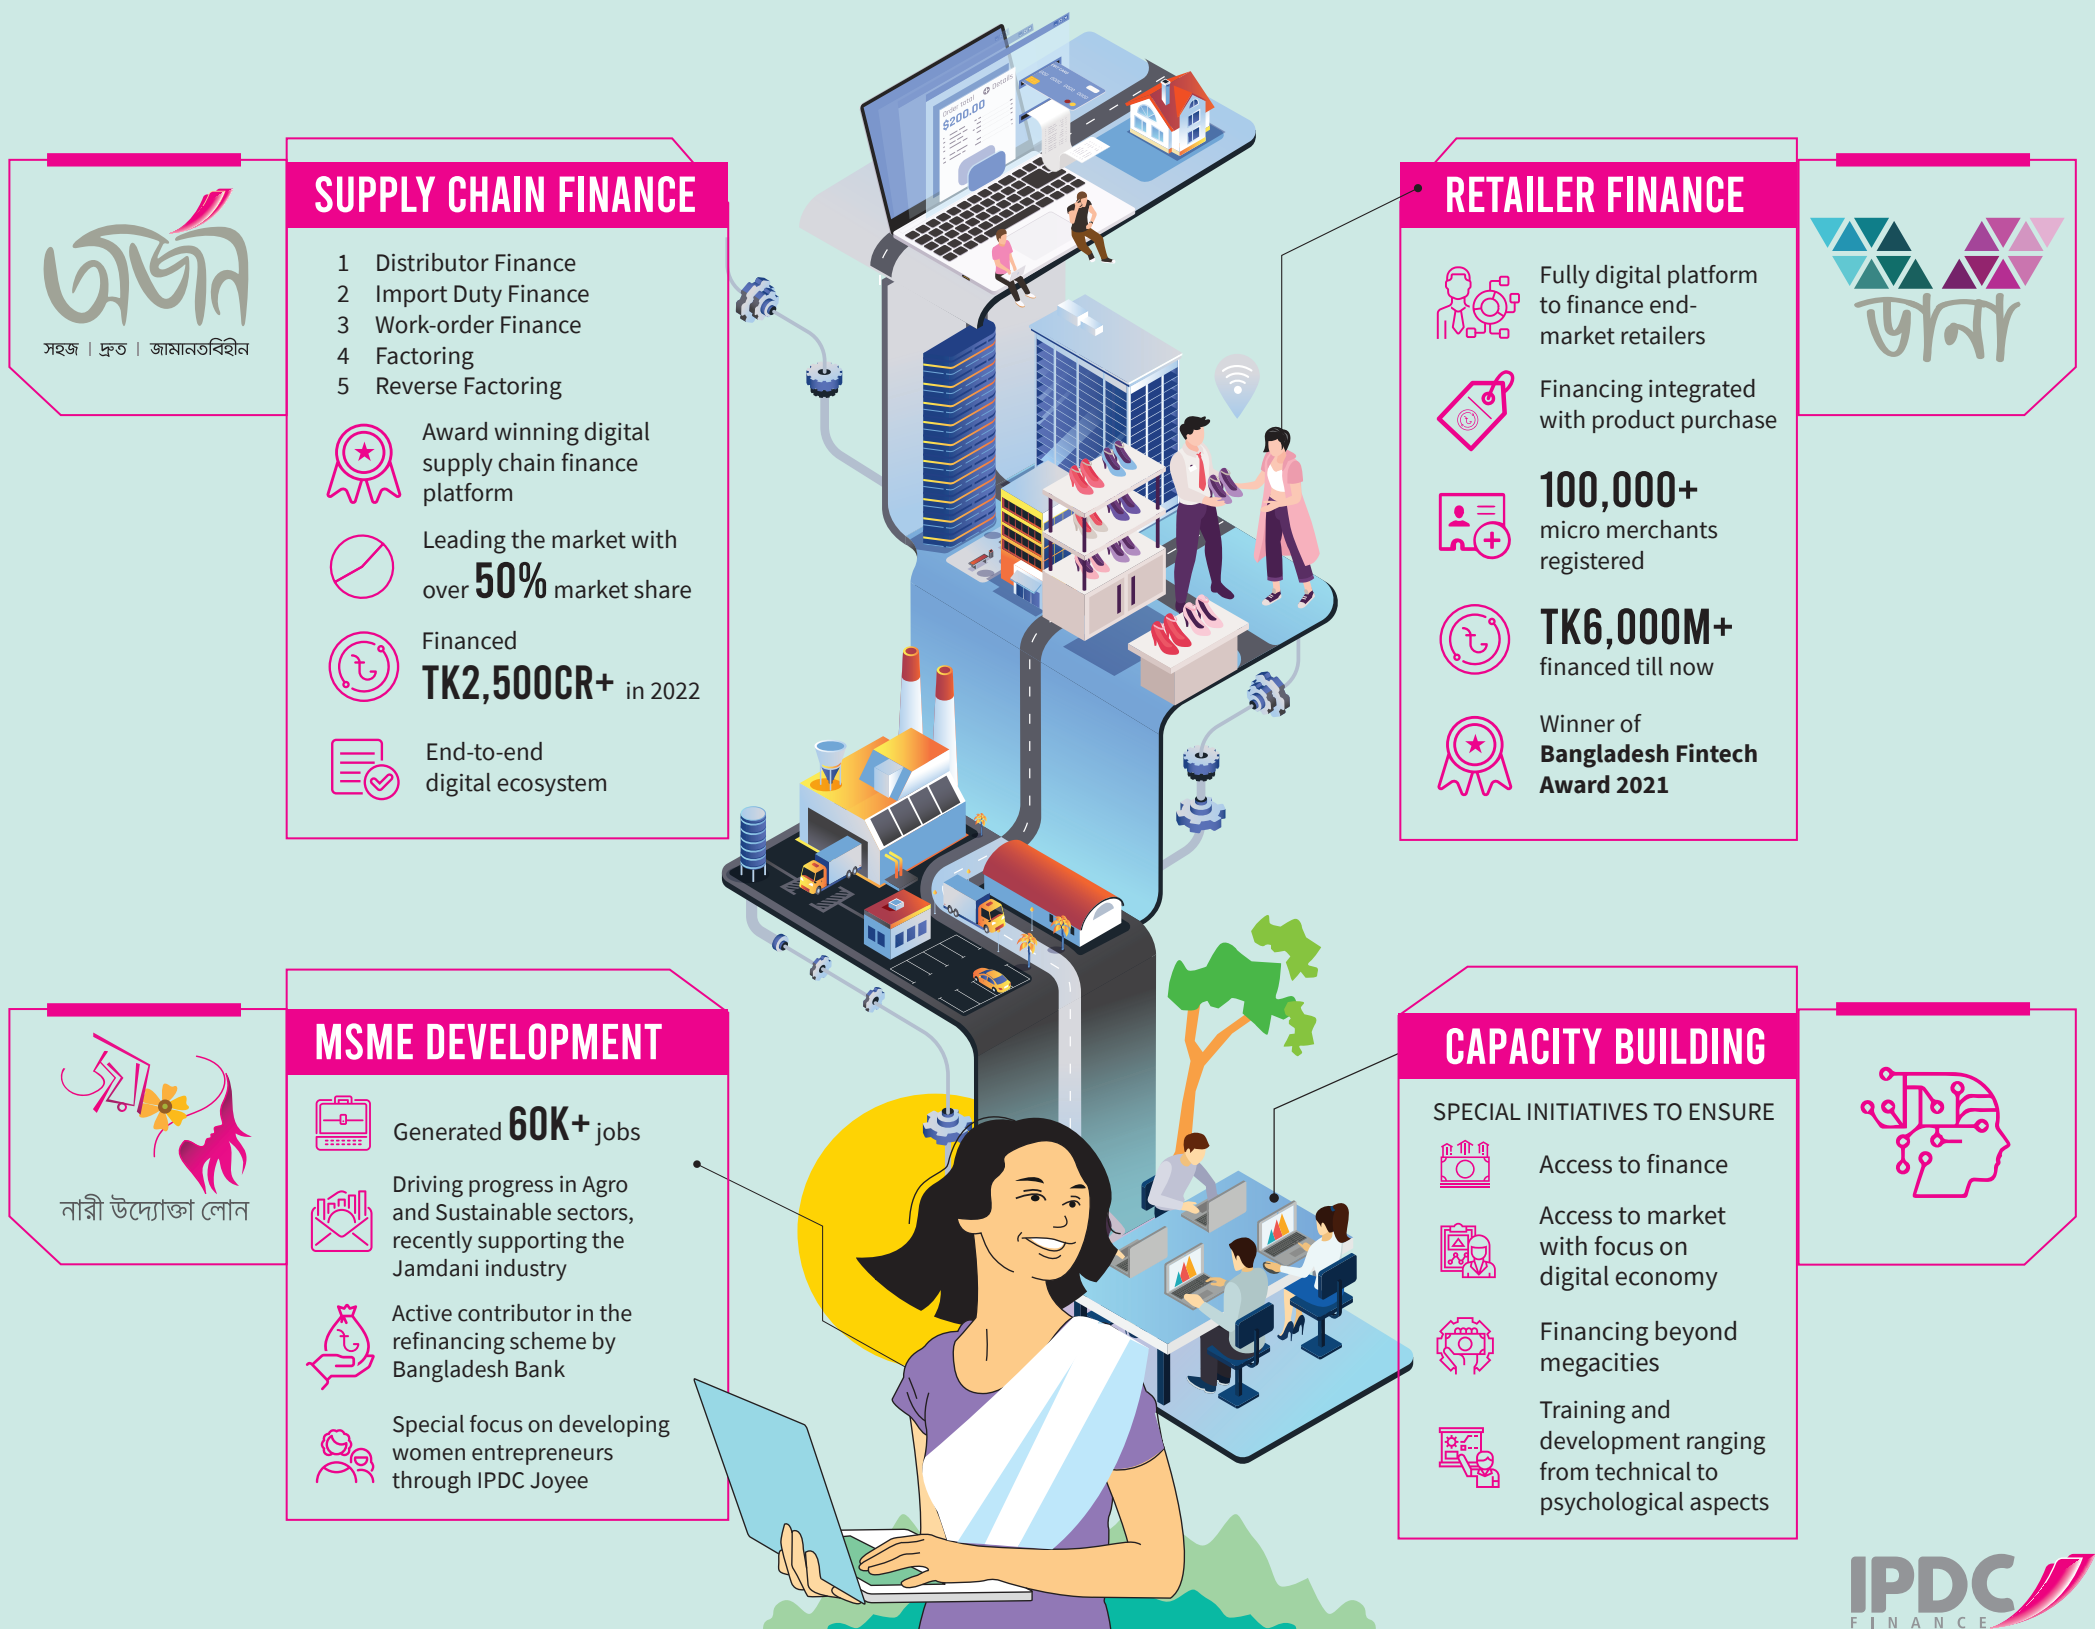 Order total
Details
$200.00
SUPPLY CHAIN FINANCE
অর্জন
সহজ | দ্রুত | জামানতবিহীন
1 Distributor Finance
2 Import Duty Finance
3 Work-order Finance
4 Factoring
5 Reverse Factoring
Award winning digital
supply chain finance
platform
Leading the market with
over 50% market share
Financed
TK2,500CR+ in 2022
End-to-end
digital ecosystem
RETAILER FINANCE
ডানা
Fully digital platform
to finance end-
market retailers
Financing integrated
with product purchase
100,000+
micro merchants
registered
TK6,000M+
financed till now
Winner of
Bangladesh Fintech
Award 2021
MSME DEVELOPMENT
জয়ী
নারী উদ্যোক্তা লোন
Generated 60K+ jobs
Driving progress in Agro
and Sustainable sectors,
recently supporting the
Jamdani industry
Active contributor in the
refinancing scheme by
Bangladesh Bank
Special focus on developing
women entrepreneurs
through IPDC Joyee
CAPACITY BUILDING
SPECIAL INITIATIVES TO ENSURE
Access to finance
Access to market
with focus on
digital economy
Financing beyond
megacities
Training and
development ranging
from technical to
psychological aspects
IPDC
FINANCE